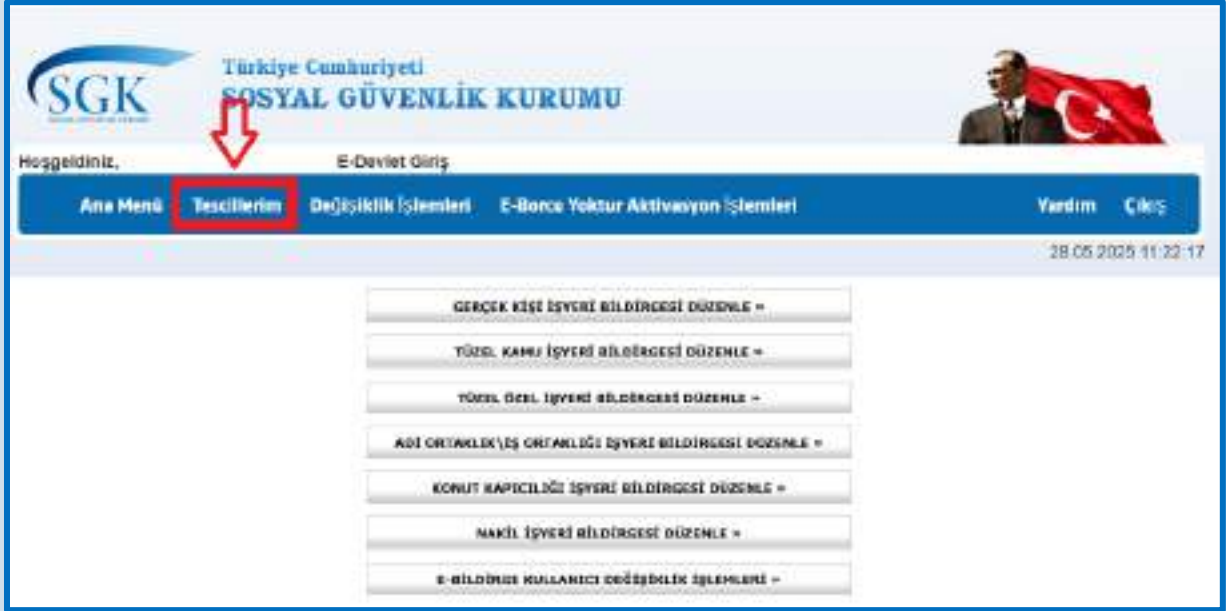 SGK
Türkiye Cumhuriyeti
SOSYAL GÜVENLİK KURUMU
Hoşgeldiniz, E-Devlet Giriş
Ana Menü Tescillerim Değişiklik İşlemleri E-Borcu Yoktur Aktivasyon İşlemleri Yardım Çıkış
28.05.2025 11:22:17
GERÇEK KİŞİ İŞYERİ BİLDİRGESİ DÜZENLE »
TÜZEL KAMU İŞYERİ BİLDİRGESİ DÜZENLE »
TÜZEL ÖZEL İŞYERİ BİLDİRGESİ DÜZENLE »
ADİ ORTAKLIK\İŞ ORTAKLIĞI İŞYERİ BİLDİRGESİ DÜZENLE »
KONUT KAPICILIĞI İŞYERİ BİLDİRGESİ DÜZENLE »
NAKİL İŞYERİ BİLDİRGESİ DÜZENLE »
E-BİLDİRGE KULLANICI DEĞİŞİKLİK İŞLEMLERİ »